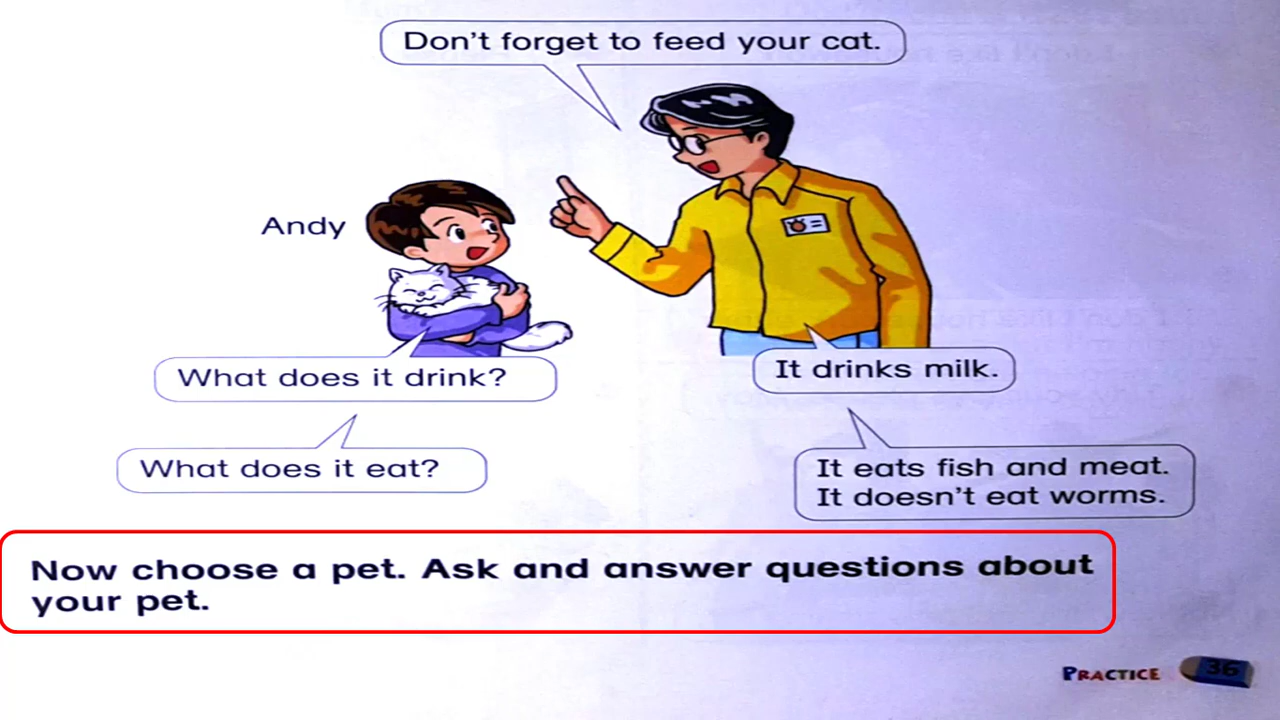 Don't forget to feed your cat.
Andy
What does it drink?
It drinks milk.
What does it eat?
It eats fish and meat.
It doesn't eat worms.
Now choose a pet. Ask and answer questions about
your pet.
PRACTICE 36